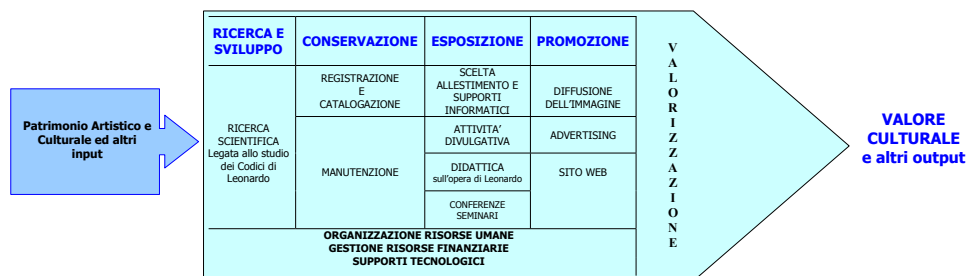 Patrimonio Artistico e
Culturale ed altri
input
RICERCA E
SVILUPPO
CONSERVAZIONE
ESPOSIZIONE
PROMOZIONE
RICERCA
SCIENTIFICA
Legata allo studio
dei Codici di
Leonardo
REGISTRAZIONE
E
CATALOGAZIONE
MANUTENZIONE
SCELTA
ALLESTIMENTO E
SUPPORTI
INFORMATICI
ATTIVITA'
DIVULGATIVA
DIDATTICA
sull'opera di Leonardo
CONFERENZE
SEMINARI
DIFFUSIONE
DELL'IMMAGINE
ADVERTISING
SITO WEB
ORGANIZZAZIONE RISORSE UMANE
GESTIONE RISORSE FINANZIARIE
SUPPORTI TECNOLOGICI
V
A
L
O
R
I
Z
Z
A
Z
I
O
N
E
VALORE
CULTURALE
e altri output